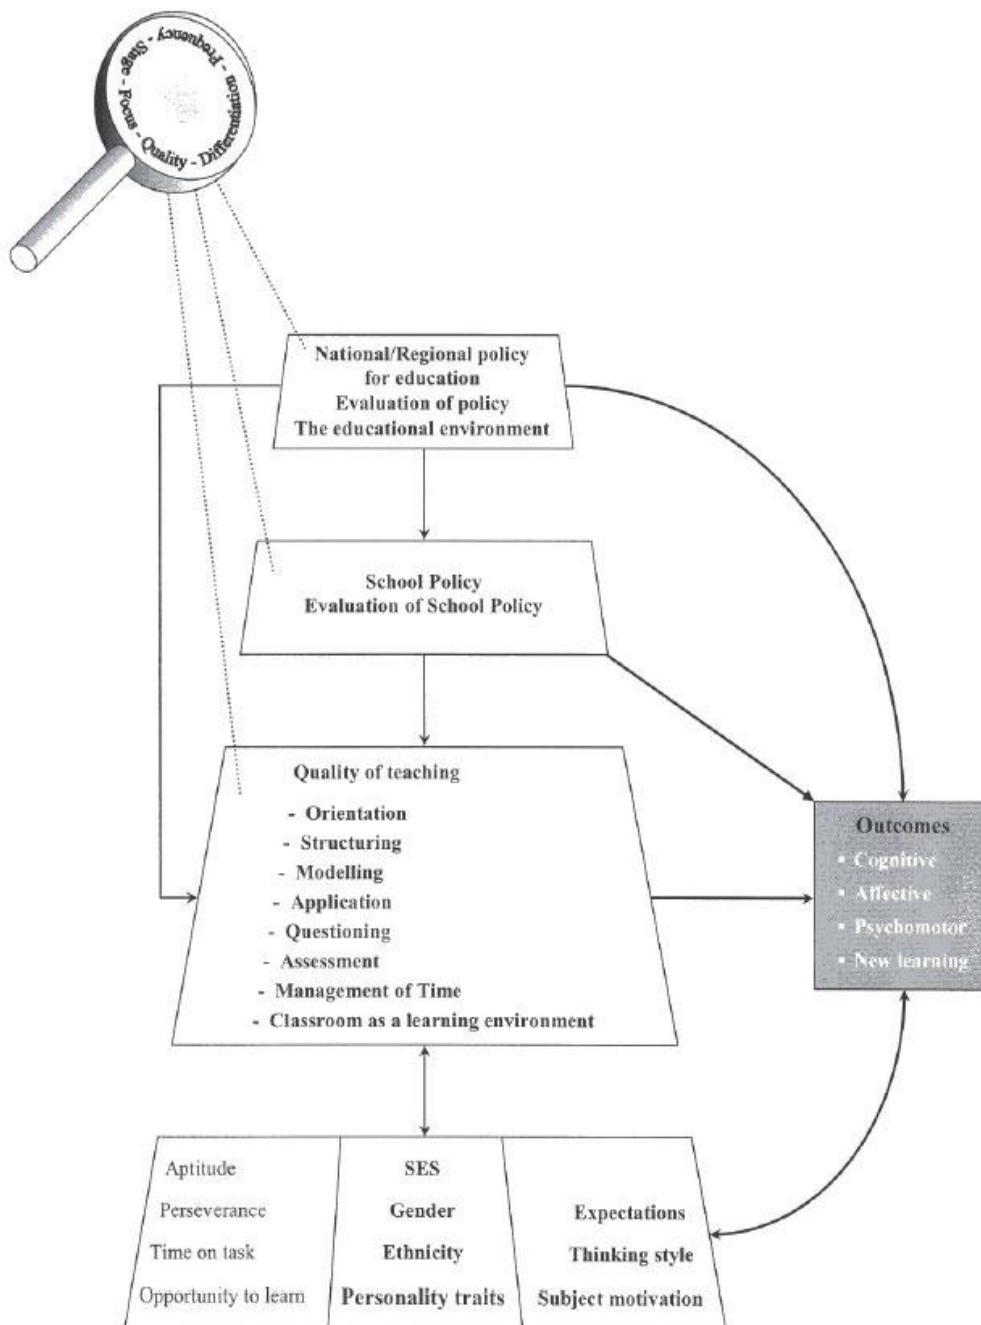 Frequency - Stage - Focus - Quality - Differentiation -
National/Regional policy
for education
Evaluation of policy
The educational environment
School Policy
Evaluation of School Policy
Quality of teaching
- Orientation
- Structuring
- Modelling
- Application
- Questioning
- Assessment
- Management of Time
- Classroom as a learning environment
Outcomes
▪ Cognitive
▪ Affective
▪ Psychomotor
▪ New learning
Aptitude
Perseverance
Time on task
Opportunity to learn
SES
Gender
Ethnicity
Personality traits
Expectations
Thinking style
Subject motivation